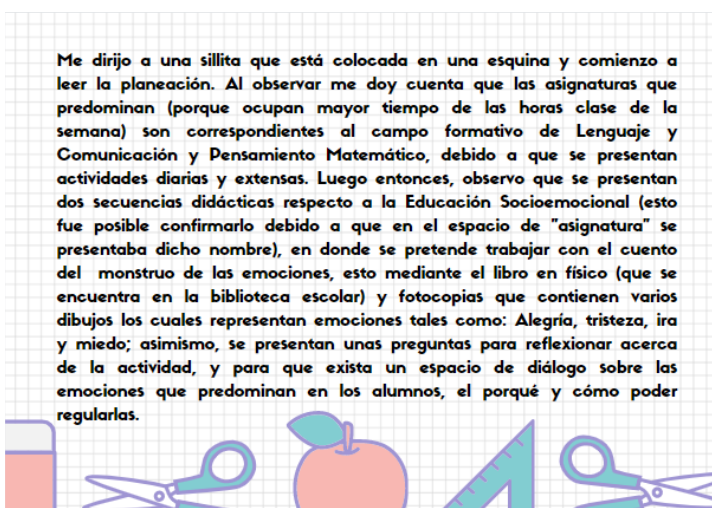 Me dirijo a una sillita que está colocada en una esquina y comienzo a
leer la planeación. Al observar me doy cuenta que las asignaturas que
predominan (porque ocupan mayor tiempo de las horas clase de la
semana) son correspondientes al campo formativo de Lenguaje y
Comunicación y Pensamiento Matemático, debido a que se presentan
actividades diarias y extensas. Luego entonces, observo que se presentan
dos secuencias didácticas respecto a la Educación Socioemocional (esto
fue posible confirmarlo debido a que en el espacio de "asignatura" se
presentaba dicho nombre), en donde se pretende trabajar con el cuento
del monstruo de las emociones, esto mediante el libro en físico (que se
encuentra en la biblioteca escolar) y fotocopias que contienen varios
dibujos los cuales representan emociones tales como: Alegría, tristeza, ira
y miedo; asimismo, se presentan unas preguntas para reflexionar acerca
de la actividad, y para que exista un espacio de diálogo sobre las
emociones que predominan en los alumnos, el porqué y cómo poder
regularlas.